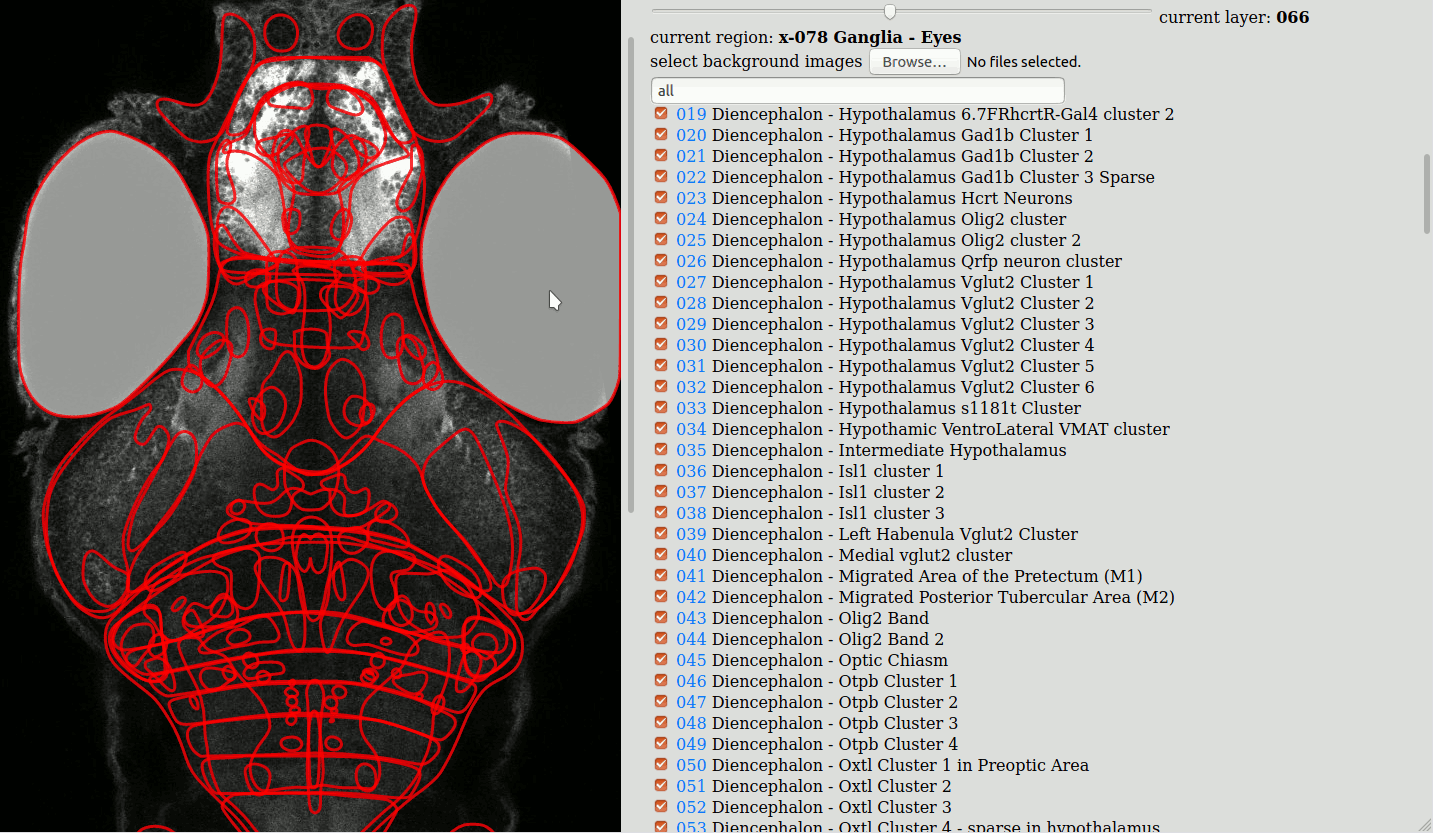 current layer: 066
current region: x-078 Ganglia - Eyes
select background images Browse... No files selected.
all
019 Diencephalon - Hypothalamus 6.7FRhcrtR-Gal4 cluster 2
020 Diencephalon - Hypothalamus Gad1b Cluster 1
021 Diencephalon - Hypothalamus Gad1b Cluster 2
022 Diencephalon - Hypothalamus Gad1b Cluster 3 Sparse
023 Diencephalon - Hypothalamus Hcrt Neurons
024 Diencephalon - Hypothalamus Olig2 cluster
025 Diencephalon - Hypothalamus Olig2 cluster 2
026 Diencephalon - Hypothalamus Qrfp neuron cluster
027 Diencephalon - Hypothalamus Vglut2 Cluster 1
028 Diencephalon - Hypothalamus Vglut2 Cluster 2
029 Diencephalon - Hypothalamus Vglut2 Cluster 3
030 Diencephalon - Hypothalamus Vglut2 Cluster 4
031 Diencephalon - Hypothalamus Vglut2 Cluster 5
032 Diencephalon - Hypothalamus Vglut2 Cluster 6
033 Diencephalon - Hypothalamus s1181t Cluster
034 Diencephalon - Hypothamic VentroLateral VMAT cluster
035 Diencephalon - Intermediate Hypothalamus
036 Diencephalon - Isl1 cluster 1
037 Diencephalon - Isl1 cluster 2
038 Diencephalon - Isl1 cluster 3
039 Diencephalon - Left Habenula Vglut2 Cluster
040 Diencephalon - Medial vglut2 cluster
041 Diencephalon - Migrated Area of the Pretectum (M1)
042 Diencephalon - Migrated Posterior Tubercular Area (M2)
043 Diencephalon - Olig2 Band
044 Diencephalon - Olig2 Band 2
045 Diencephalon - Optic Chiasm
046 Diencephalon - Otpb Cluster 1
047 Diencephalon - Otpb Cluster 2
048 Diencephalon - Otpb Cluster 3
049 Diencephalon - Otpb Cluster 4
050 Diencephalon - Oxtl Cluster 1 in Preoptic Area
051 Diencephalon - Oxtl Cluster 2
052 Diencephalon - Oxtl Cluster 3
053 Diencephalon - Oxtl Cluster 4 - sparse in hypothalamus